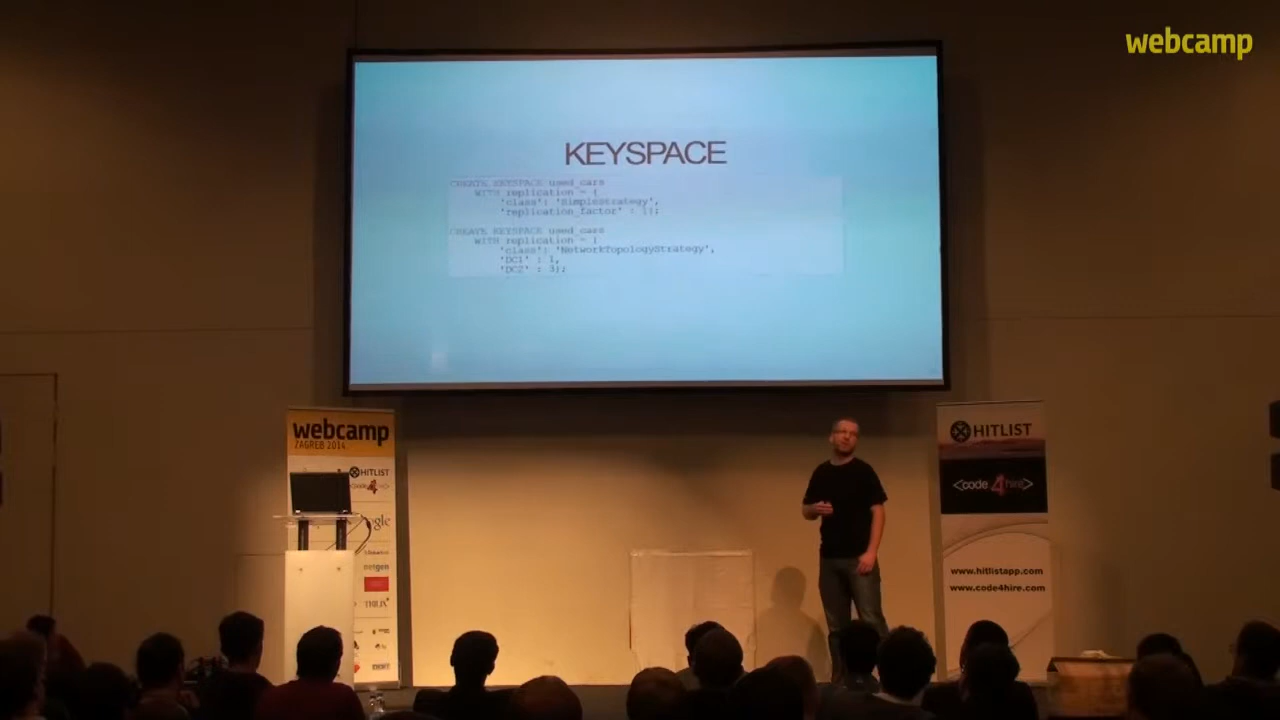 webcamp
KEYSPACE
CREATE KEYSPACE used_cars
WITH replication = {
'class': 'SimpleStrategy',
'replication_factor' : 1};
CREATE KEYSPACE used_cars
WITH replication = {
'class': 'NetworkTopologyStrategy',
'DC1' : 1,
'DC2' : 3};
webcamp
ZAGREB 2014
HITLIST
netgen
HITLIST
<code4hire>
www.hitlistapp.com
www.code4hire.com